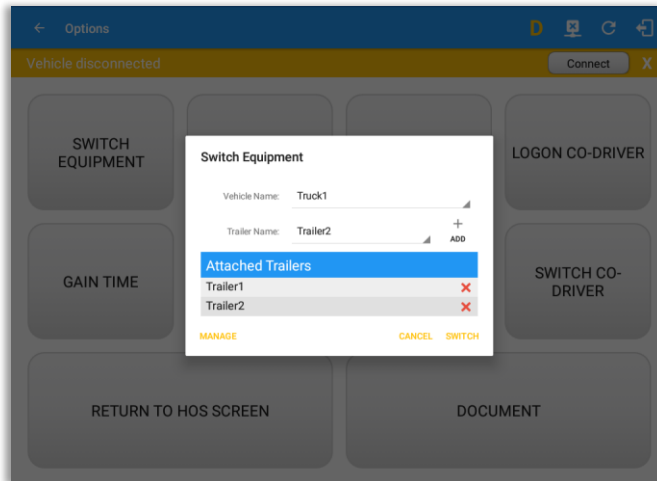 Options
D
Vehicle disconnected
Connect
X
SWITCH
EQUIPMENT
LOGON CO-DRIVER
Switch Equipment
Vehicle Name:
Truck1
Trailer Name:
Trailer2
+
ADD
Attached Trailers
Trailer1
Trailer2
MANAGE
CANCEL
SWITCH
GAIN TIME
SWITCH CO-
DRIVER
RETURN TO HOS SCREEN
DOCUMENT